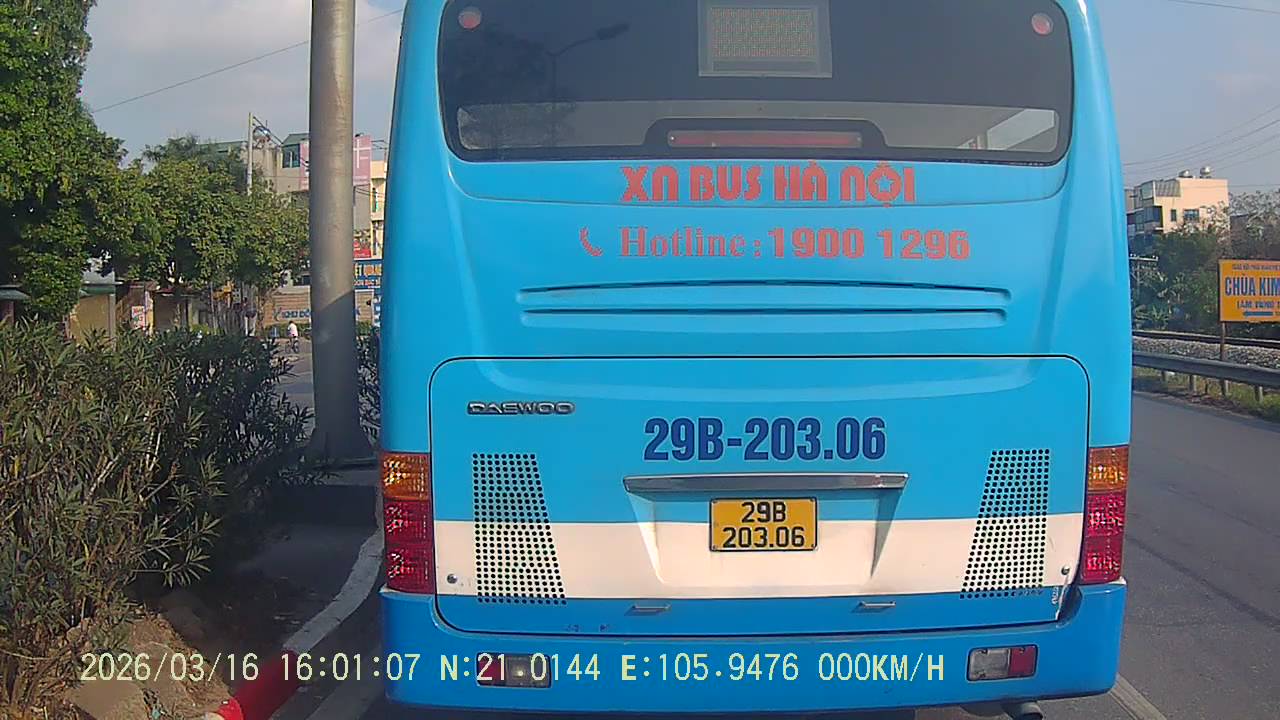 XN BUS HÀ NỘI
Hotline: 1900 1296
DAEWOO
29B-203.06
29B
203.06
CHÙA KIM
2026/03/16 16:01:07 N:21.0144 E:105.9476 000KM/H